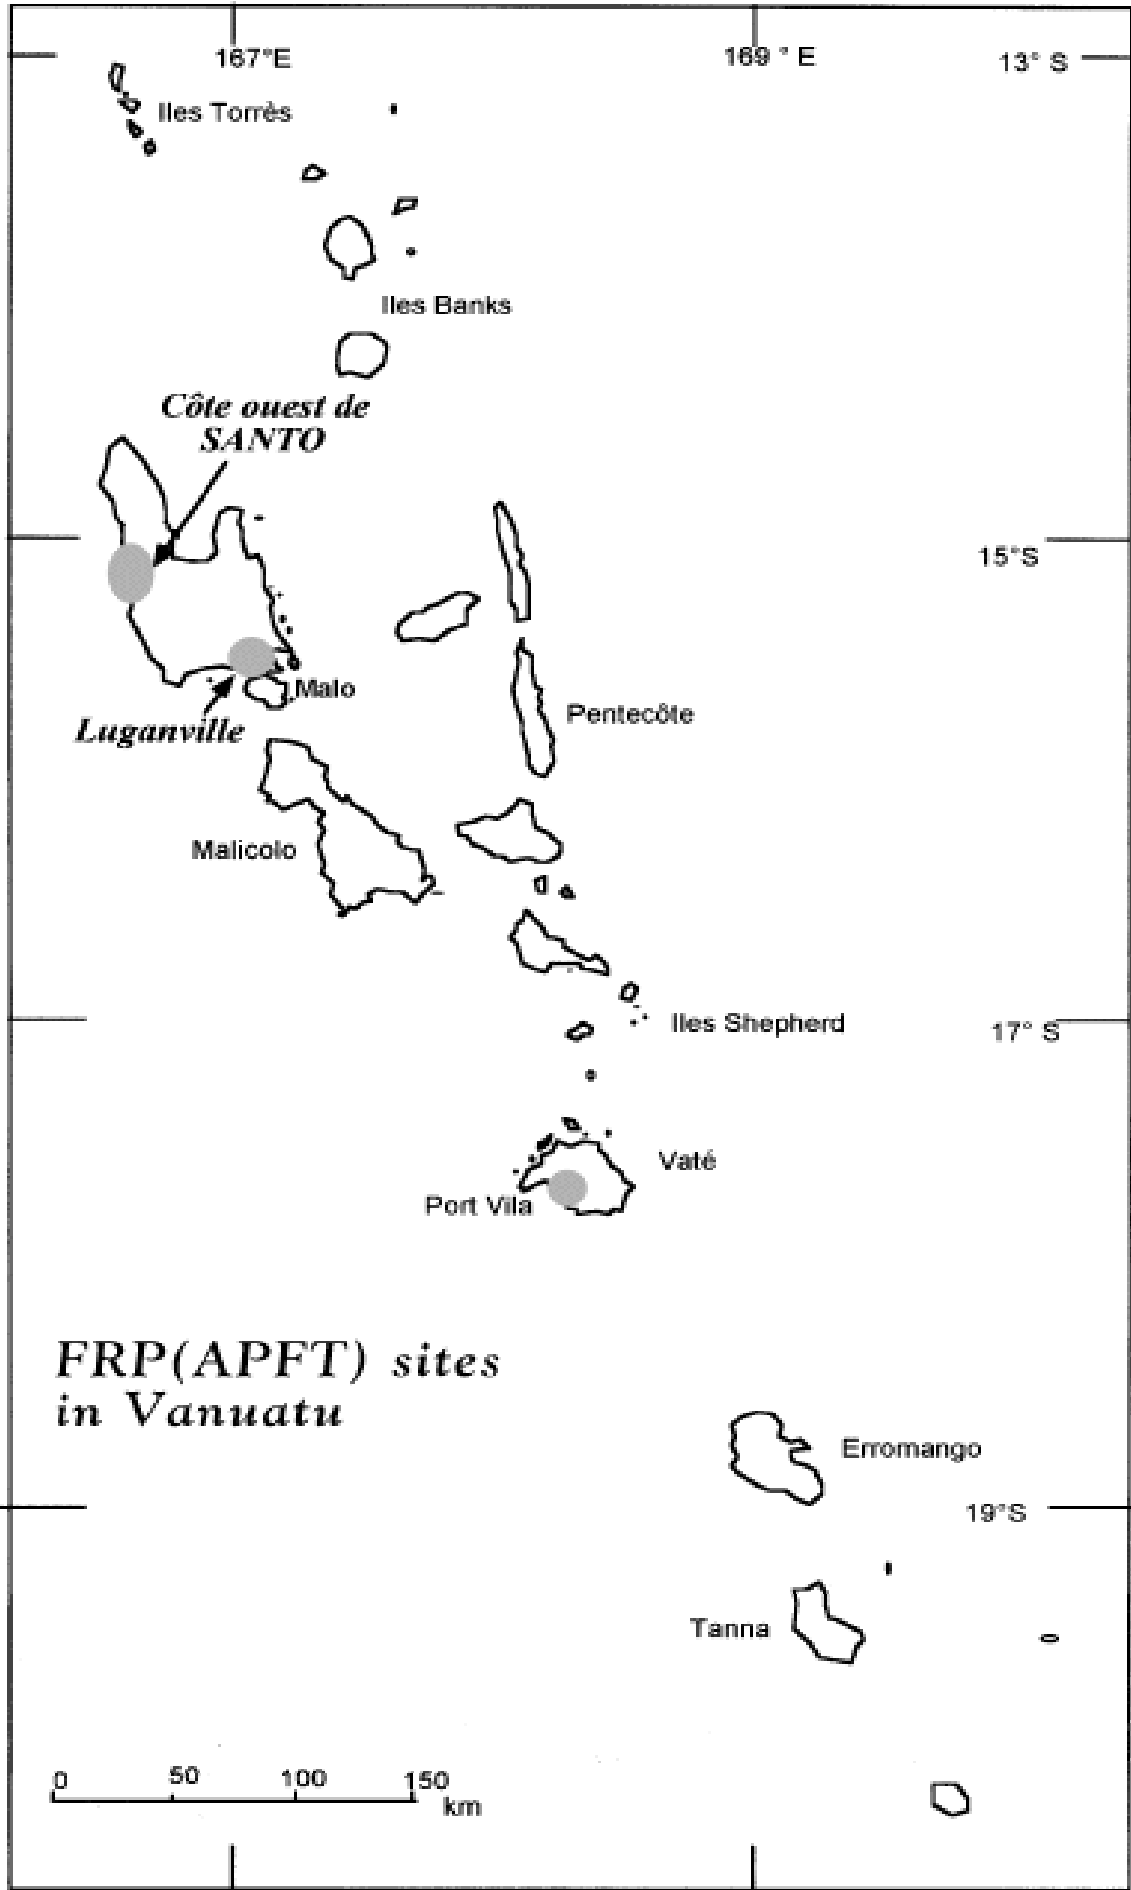 167°E
169 ° E
13° S
Iles Torrès
Iles Banks
Côte ouest de
SANTO
15°S
Malo
Pentecôte
Luganville
Malicolo
Iles Shepherd
17° S
Vaté
Port Vila
FRP(APFT) sites
in Vanuatu
Erromango
19°S
Tanna
0 50 100 150
km